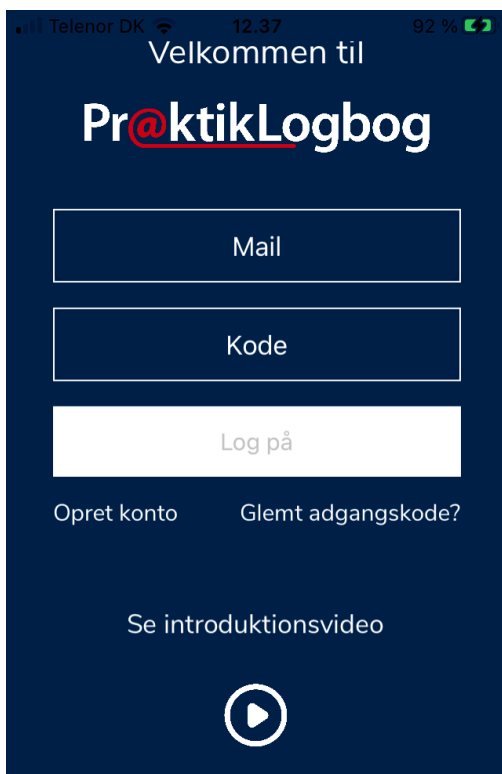 Telenor DK 12.37 92 %
Velkommen til
Pr@ktikLogbog
Mail
Kode
Log på
Opret konto Glemt adgangskode?
Se introduktionsvideo